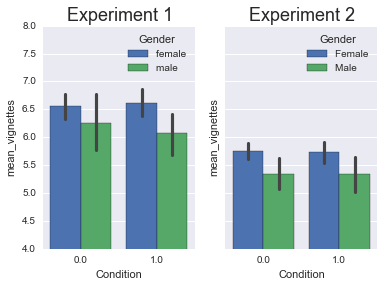 Experiment 1
Experiment 2
8.0
7.5
7.0
6.5
6.0
5.5
5.0
4.5
4.0
mean_vignettes
Gender
female
male
0.0
1.0
Condition
mean_vignettes
Gender
Female
Male
0.0
1.0
Condition